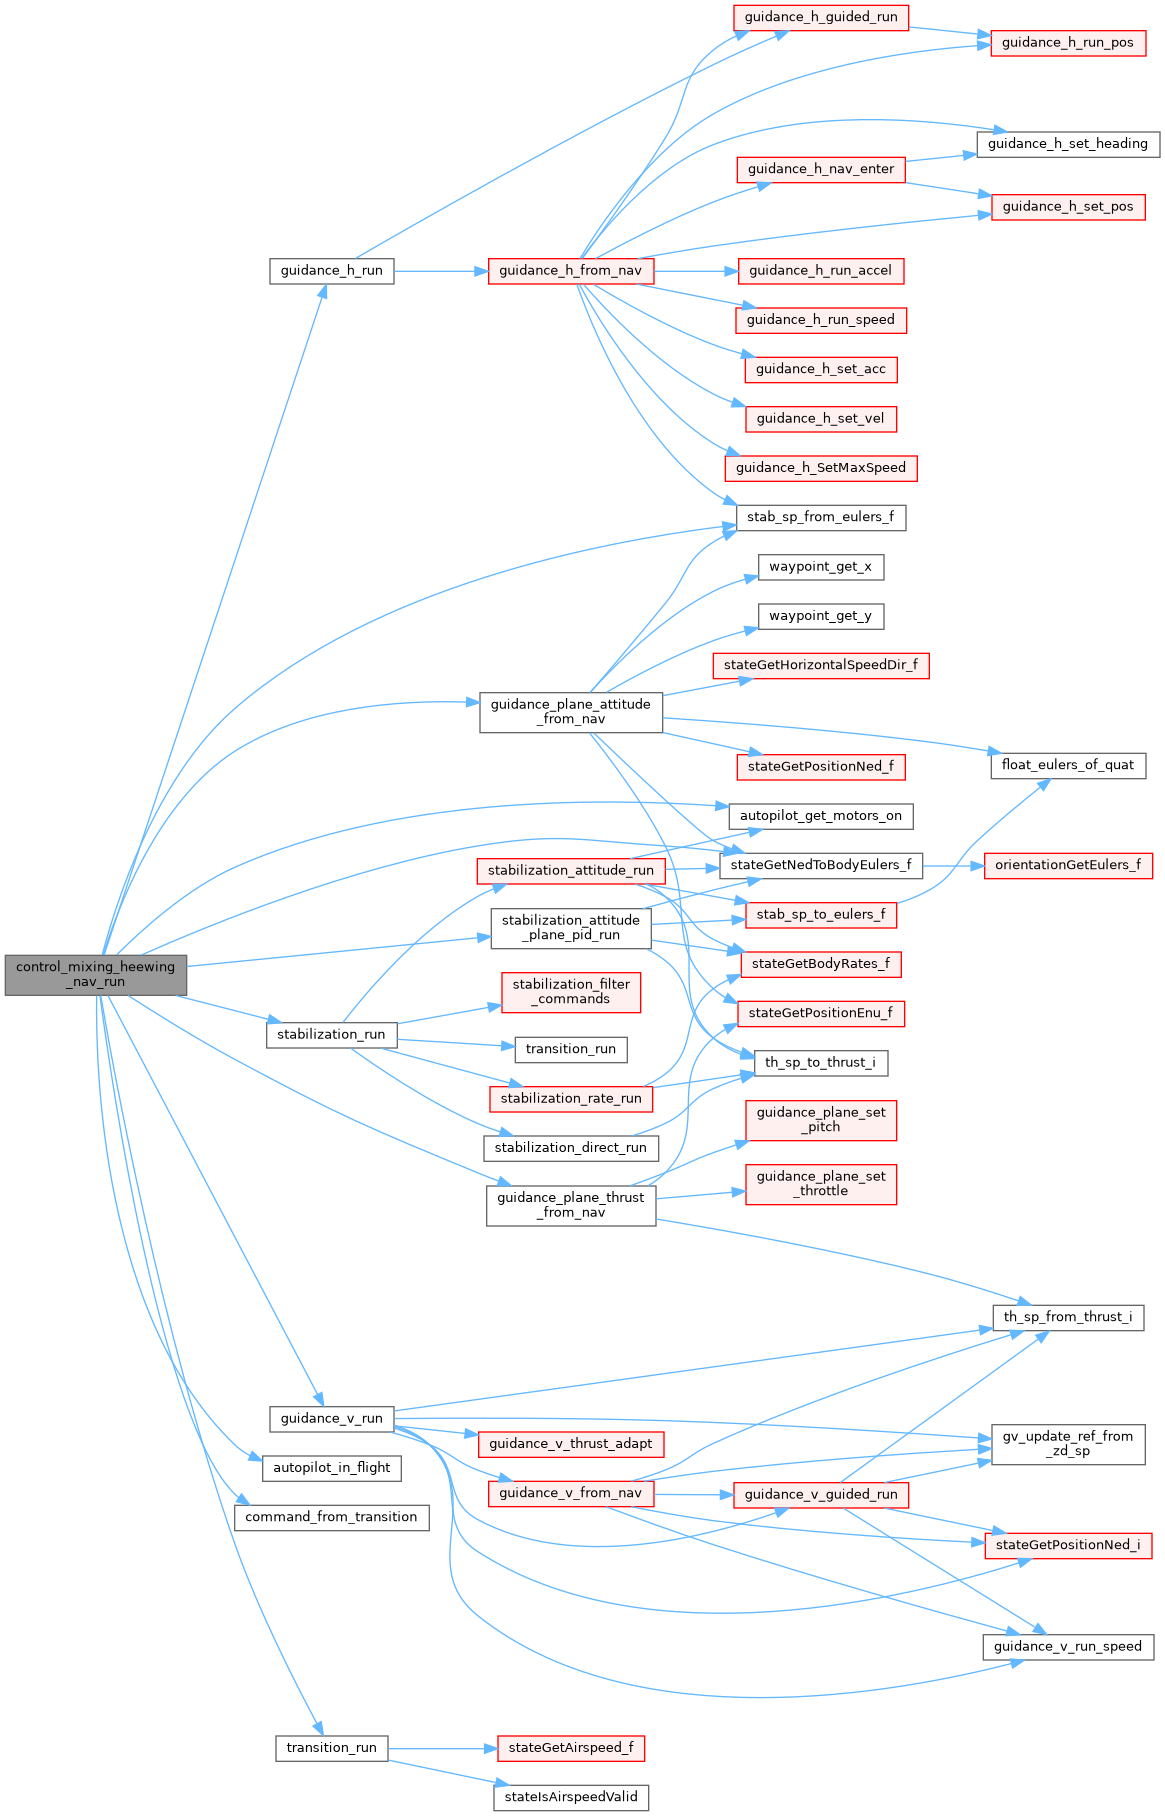 guidance_h_guided_run
guidance_h_run_pos
guidance_h_set_heading
guidance_h_nav_enter
guidance_h_set_pos
guidance_h_run
guidance_h_from_nav
guidance_h_run_accel
guidance_h_run_speed
guidance_h_set_acc
guidance_h_set_vel
guidance_h_SetMaxSpeed
stab_sp_from_eulers_f
waypoint_get_x
waypoint_get_y
stateGetHorizontalSpeedDir_f
guidance_plane_attitude
_from_nav
stateGetPositionNed_f
float_eulers_of_quat
autopilot_get_motors_on
stateGetNedToBodyEulers_f
orientationGetEulers_f
stabilization_attitude_run
stab_sp_to_eulers_f
stabilization_attitude
_plane_pid_run
stateGetBodyRates_f
control_mixing_heewing
_nav_run
stabilization_filter
_commands
stateGetPositionEnu_f
stabilization_run
transition_run
th_sp_to_thrust_i
stabilization_rate_run
guidance_plane_set
_pitch
stabilization_direct_run
guidance_plane_set
_throttle
guidance_plane_thrust
_from_nav
th_sp_from_thrust_i
guidance_v_run
guidance_v_thrust_adapt
gv_update_ref_from
_zd_sp
autopilot_in_flight
guidance_v_from_nav
guidance_v_guided_run
command_from_transition
stateGetPositionNed_i
guidance_v_run_speed
transition_run
stateGetAirspeed_f
stateIsAirspeedValid